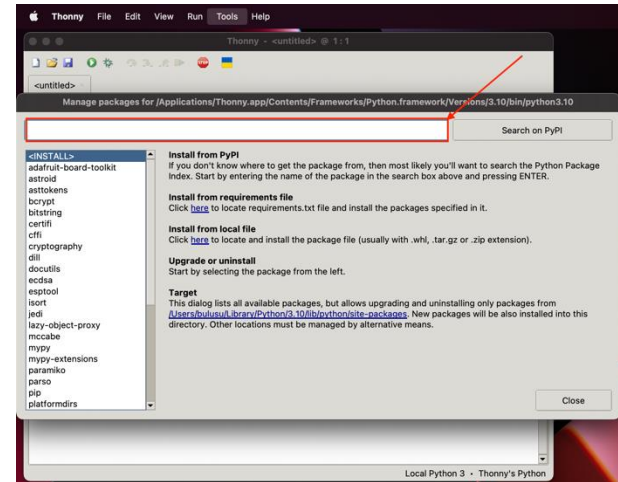 Thonny File Edit View Run Tools Help
Thonny - <untitled> @ 1:1
<untitled>
Manage packages for /Applications/Thonny.app/Contents/Frameworks/Python.framework/Versions/3.10/bin/python3.10
Search on PyPI
<INSTALL>
adafruit-board-toolkit
astroid
asttokens
bcrypt
bitstring
certifi
cffi
cryptography
dill
docutils
ecdsa
esptool
isort
jedi
lazy-object-proxy
mccabe
mypy
mypy-extensions
paramiko
parso
pip
platformdirs
Install from PyPI
If you don't know where to get the package from, then most likely you'll want to search the Python Package
Index. Start by entering the name of the package in the search box above and pressing ENTER.
Install from requirements file
Click here to locate requirements.txt file and install the packages specified in it.
Install from local file
Click here to locate and install the package file (usually with .whl, .tar.gz or .zip extension).
Upgrade or uninstall
Start by selecting the package from the left.
Target
This dialog lists all available packages, but allows upgrading and uninstalling only packages from
/Users/bulusu/Library/Python/3.10/lib/python/site-packages. New packages will be also installed into this
directory. Other locations must be managed by alternative means.
Close
Local Python 3 • Thonny's Python